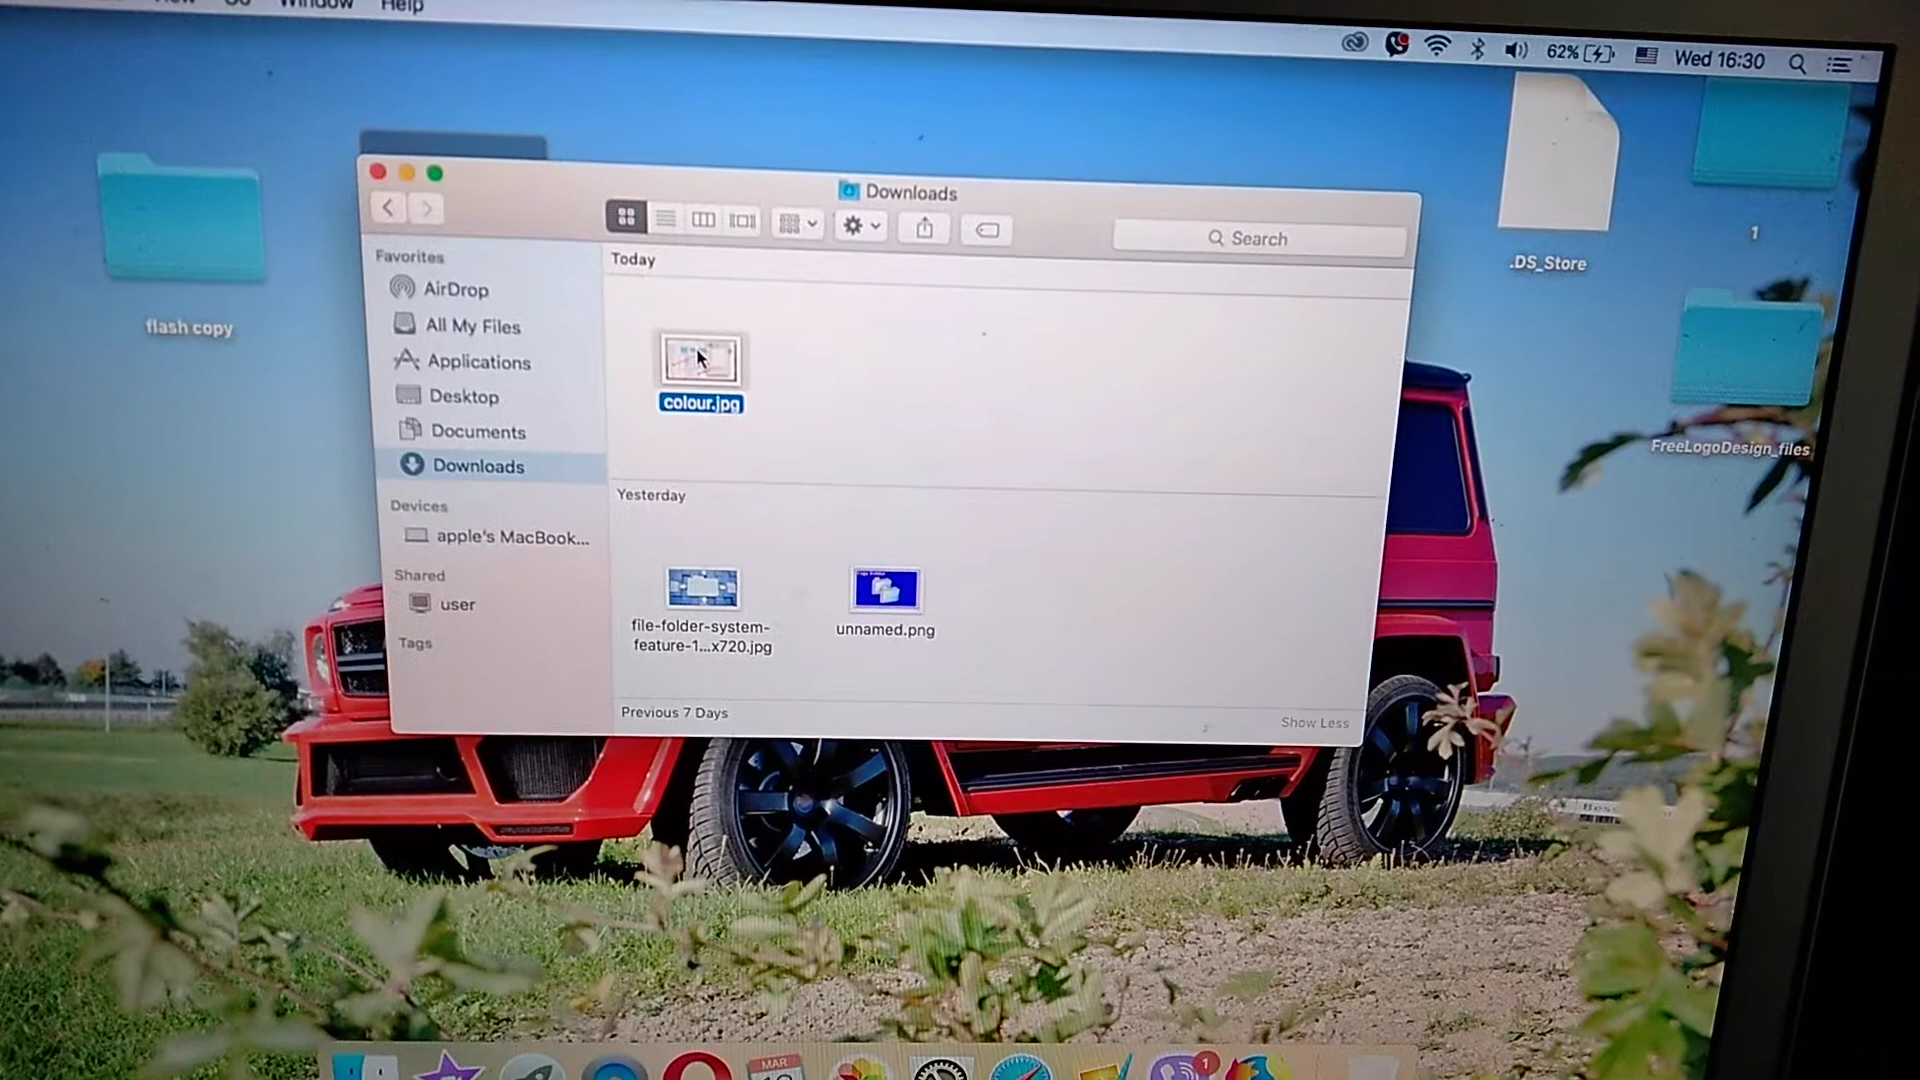 Window Help
62% Wed 16:30
Downloads
Search
Favorites
AirDrop
All My Files
Applications
Desktop
Documents
Downloads
Devices
apple's MacBook...
Shared
user
Tags
Today
colour.jpg
Yesterday
file-folder-system-
feature-1...x720.jpg
unnamed.png
Previous 7 Days
Show Less
flash copy
.DS_Store
1
FreeLogoDesign_files
MAR
1